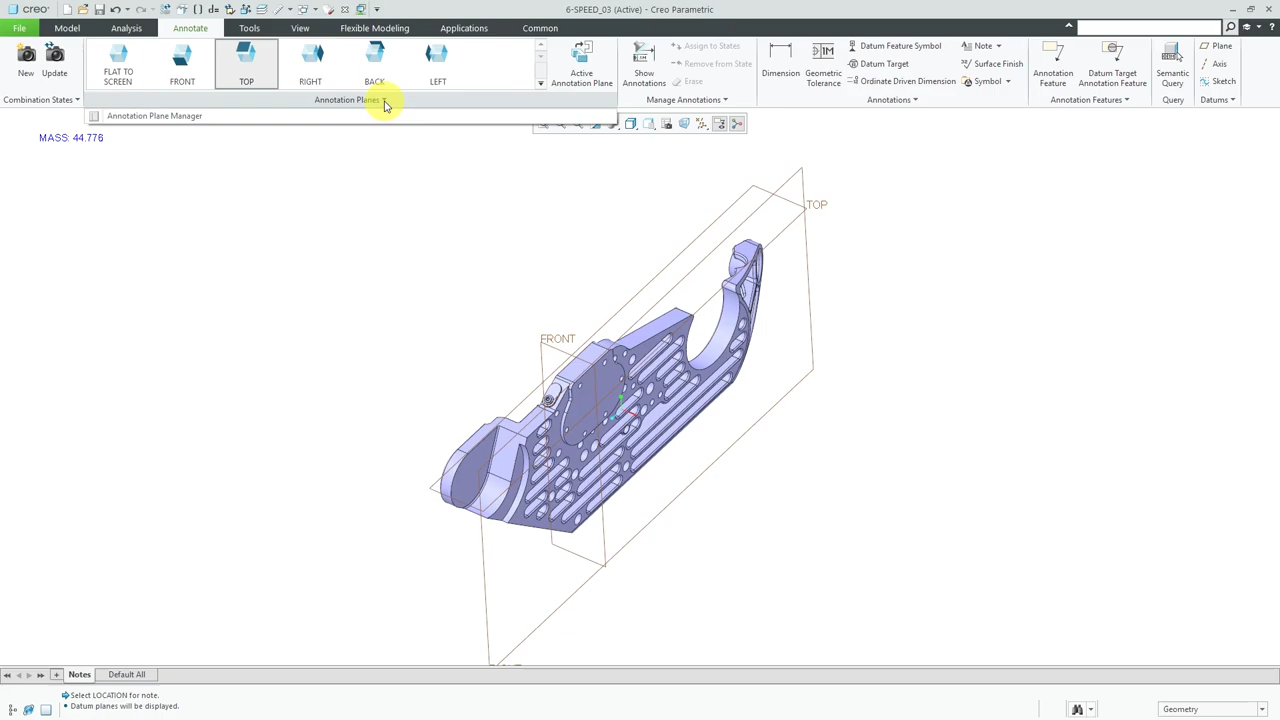 creo
6-SPEED_03 (Active) - Creo Parametric
File Model Analysis Annotate Tools View Flexible Modeling Applications Common
New Update
FLAT TO SCREEN
FRONT
TOP
RIGHT
BACK
LEFT
Active Annotation Plane
Show Annotations
Assign to States
Remove from State
Erase
Dimension
Geometric Tolerance
Datum Feature Symbol
Datum Target
Ordinate Driven Dimension
Note
Surface Finish
Symbol
Annotation Feature
Datum Target Annotation Feature
Semantic Query
Plane
Axis
Sketch
Combination States Annotation Planes Manage Annotations Annotations Annotation Features Query Datums
Annotation Plane Manager
MASS: 44.776
TOP
FRONT
Notes Default All
Select LOCATION for note.
Datum planes will be displayed.
Geometry